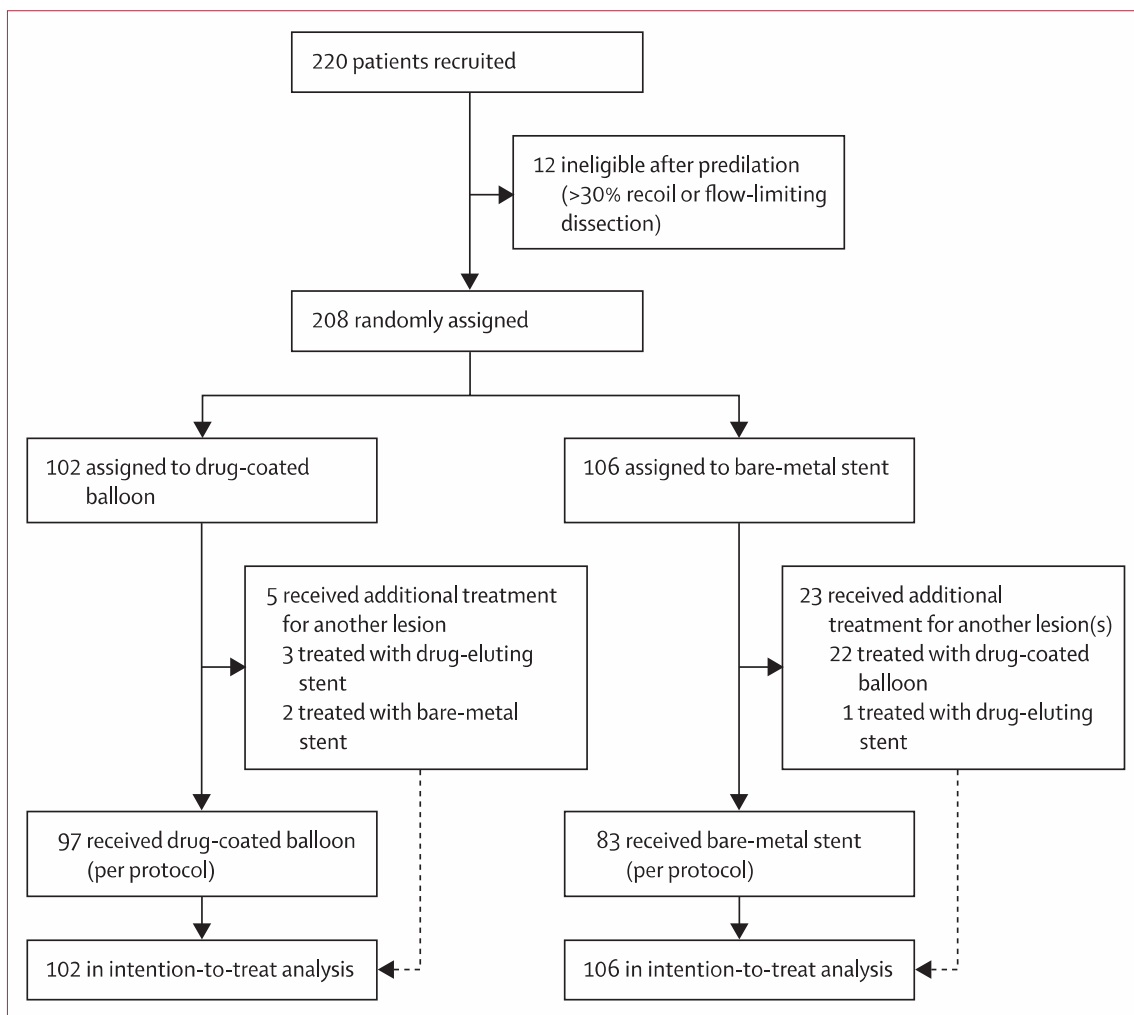 220 patients recruited
12 ineligible after predilation
(>30% recoil or flow-limiting
dissection)
208 randomly assigned
102 assigned to drug-coated
balloon
106 assigned to bare-metal stent
5 received additional treatment
for another lesion
3 treated with drug-eluting
stent
2 treated with bare-metal
stent
23 received additional
treatment for another lesion(s)
22 treated with drug-coated
balloon
1 treated with drug-eluting
stent
97 received drug-coated balloon
(per protocol)
83 received bare-metal stent
(per protocol)
102 in intention-to-treat analysis
106 in intention-to-treat analysis